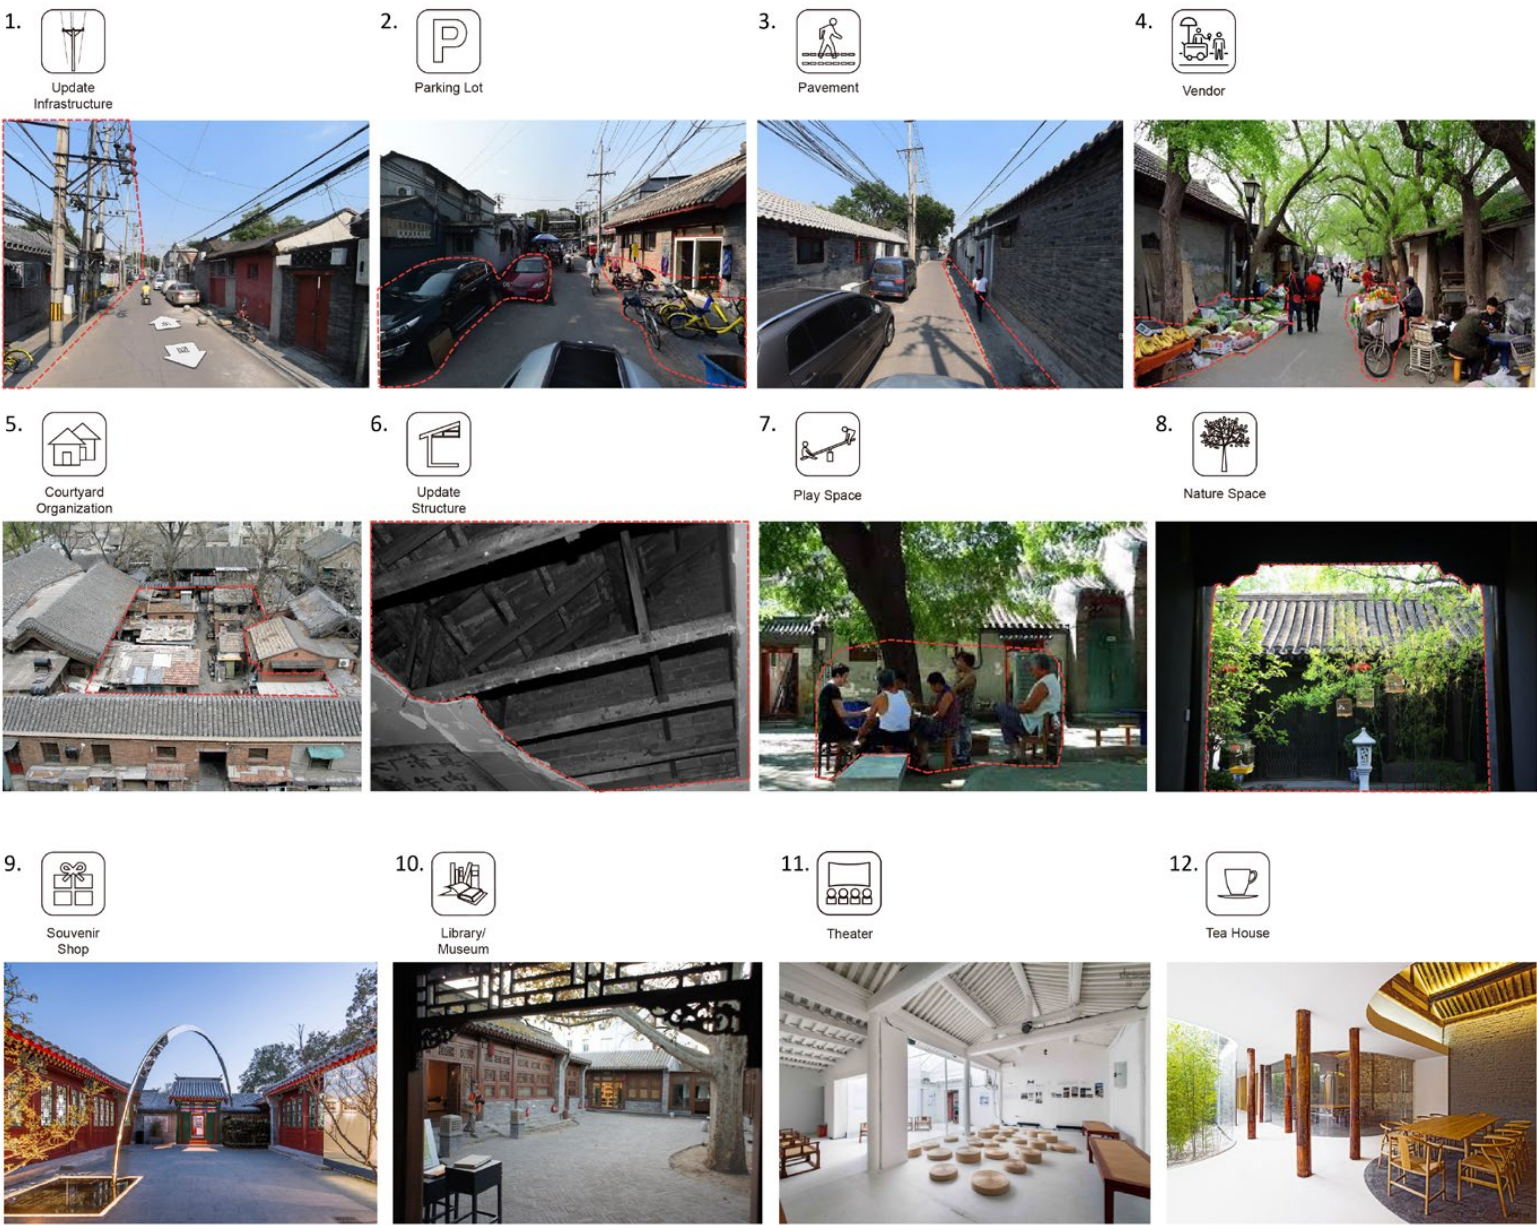 1.
Update
Infrastructure
2.
P
Parking Lot
3.
Pavement
4.
Vendor
5.
Courtyard
Organization
6.
Update
Structure
7.
Play Space
8.
Nature Space
9.
Souvenir
Shop
10.
Library/
Museum
11.
Theater
12.
Tea House